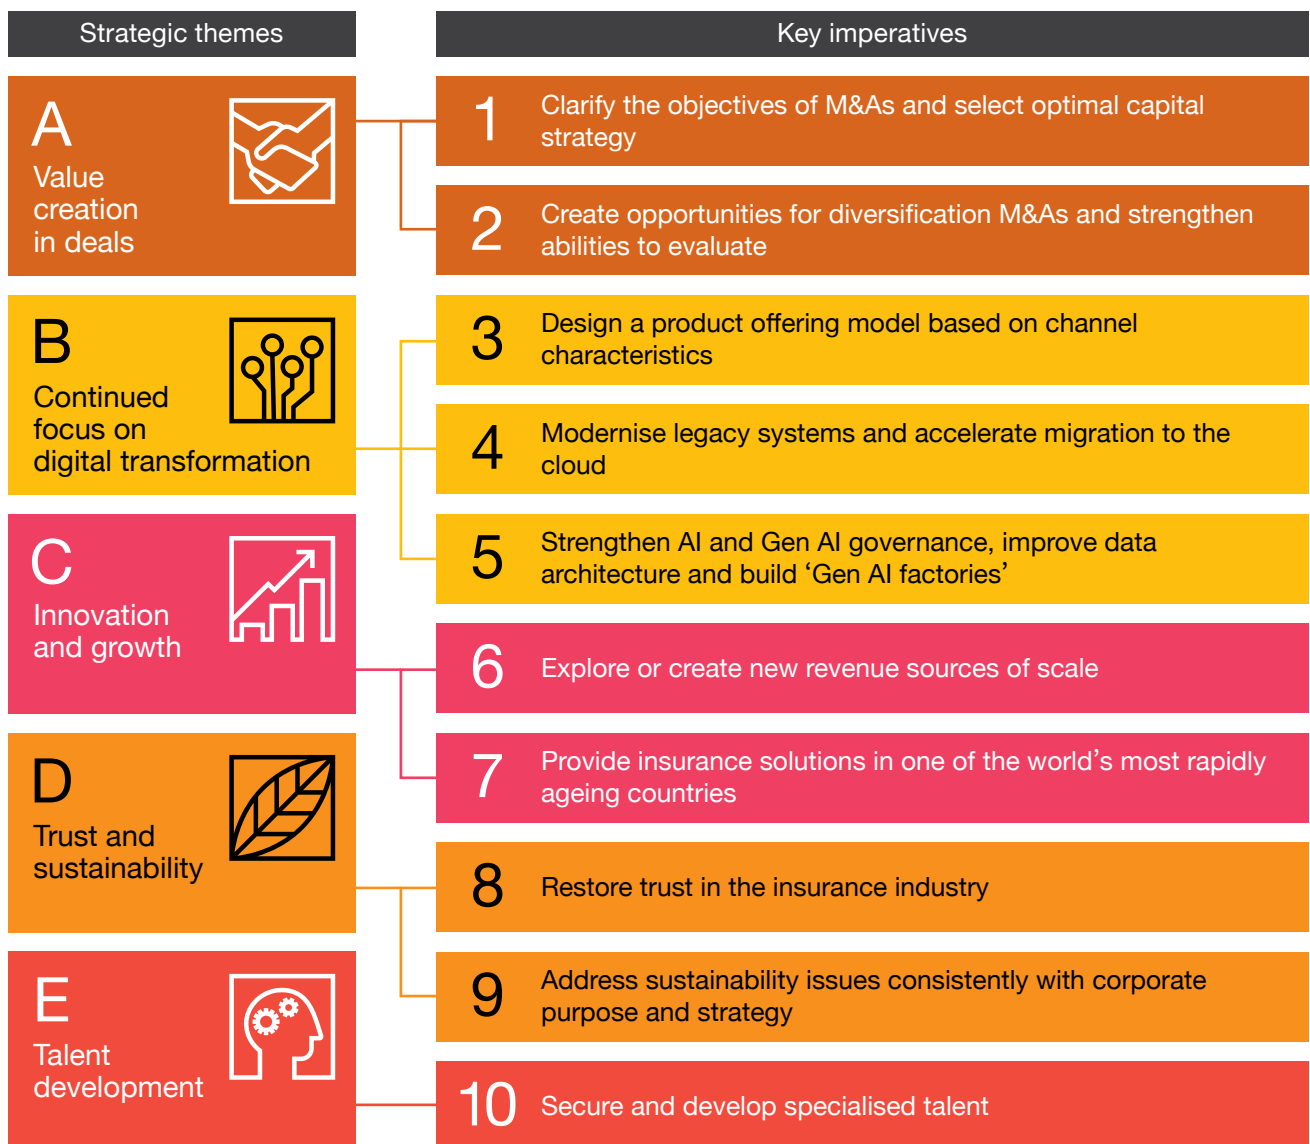 Strategic themes
Key imperatives
A
Value
creation
in deals
1
Clarify the objectives of M&As and select optimal capital
strategy
2
Create opportunities for diversification M&As and strengthen
abilities to evaluate
B
Continued
focus on
digital transformation
3
Design a product offering model based on channel
characteristics
4
Modernise legacy systems and accelerate migration to the
cloud
5
Strengthen AI and Gen AI governance, improve data
architecture and build ‘Gen AI factories’
C
Innovation
and growth
6
Explore or create new revenue sources of scale
7
Provide insurance solutions in one of the world’s most rapidly
ageing countries
D
Trust and
sustainability
8
Restore trust in the insurance industry
9
Address sustainability issues consistently with corporate
purpose and strategy
E
Talent
development
10
Secure and develop specialised talent